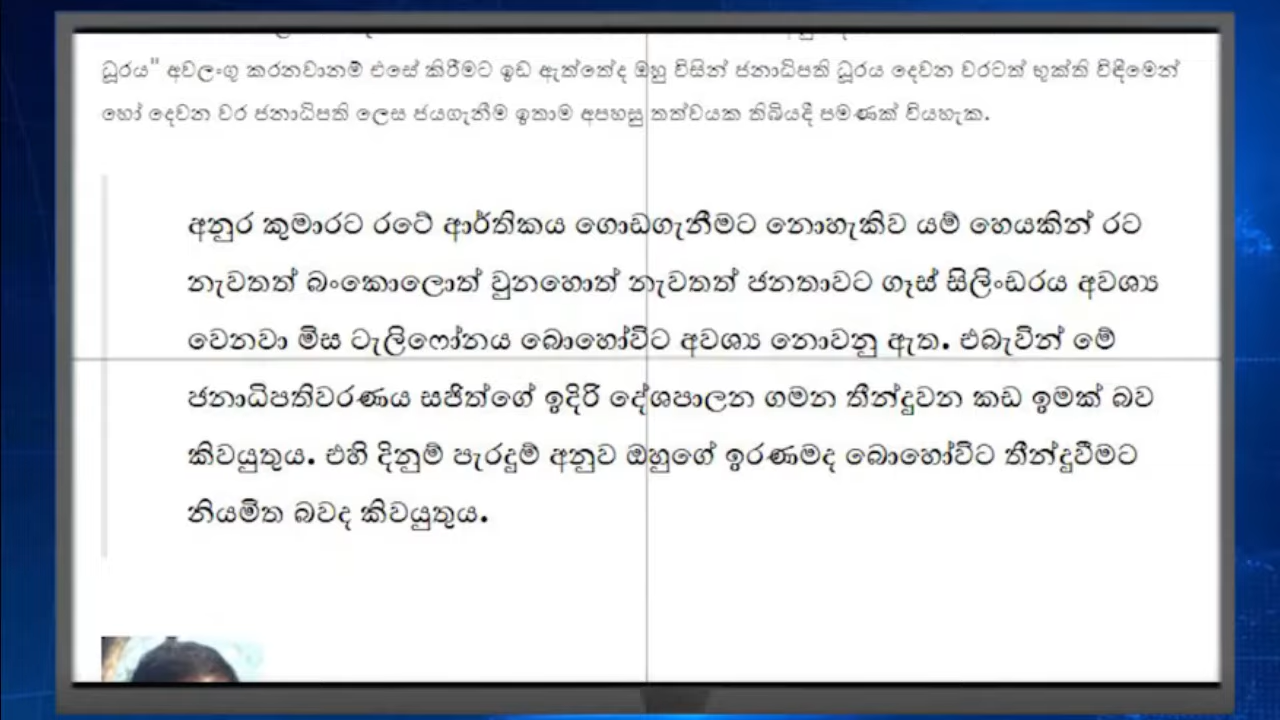 ධූරය" අවලංගු කරනවානම් එසේ කිරීමට ඉඩ ඇත්තේද ඔහු විසින් ජනාධිපති ධූරය දෙවන වරටත් භුක්ති විඳීමෙන්
හෝ දෙවන වර ජනාධිපති ලෙස ජයගැනීම ඉතාම අපහසු තත්වයක තිබියදී පමණක් වියහැක.
අනුර කුමාරට රටේ ආර්තිකය ගොඩගැනීමට නොහැකිව යම් හෙයකින් රට
නැවතත් බංකොලොත් වුනහොත් නැවතත් ජනතාවට ගෑස් සිලිංඩරය අවශ්‍ය
වෙනවා මිස ටැලිෆෝනය බොහෝවිට අවශ්‍ය නොවනු ඇත. එබැවින් මේ
ජනාධිපතිවරණය සජිත්ගේ ඉදිරි දේශපාලන ගමන තීන්දුවන කඩ ඉමක් බව
කිවයුතුය. එහි දිනුම් පැරදුම් අනුව ඔහුගේ ඉරණමද බොහෝවිට තීන්දුවීමට
නියමිත බවද කිවයුතුය.